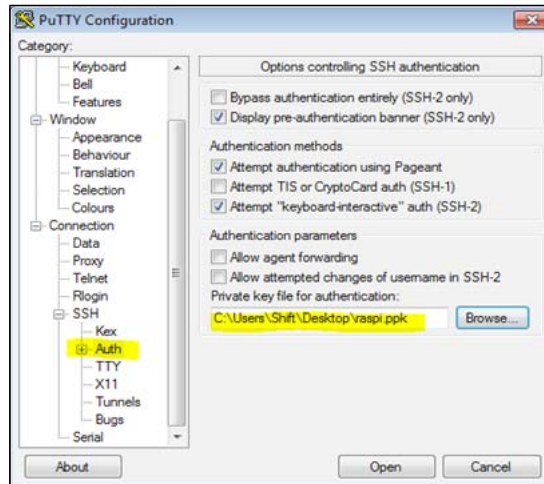 PuTTY Configuration
Category:
Keyboard
Bell
Features
Window
Appearance
Behaviour
Translation
Selection
Colours
Connection
Data
Proxy
Telnet
Rlogin
SSH
Kex
Auth
TTY
X11
Tunnels
Bugs
Serial
Options controlling SSH authentication
Bypass authentication entirely (SSH-2 only)
Display pre-authentication banner (SSH-2 only)
Authentication methods
Attempt authentication using Pageant
Attempt TIS or CryptoCard auth (SSH-1)
Attempt "keyboard-interactive" auth (SSH-2)
Authentication parameters
Allow agent forwarding
Allow attempted changes of username in SSH-2
Private key file for authentication:
C:\Users\Shift\Desktop\raspi.ppk
Browse...
About
Open
Cancel